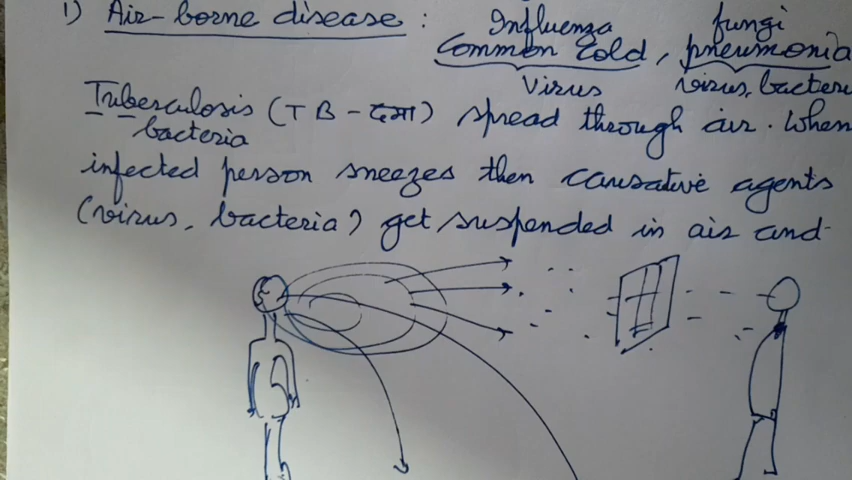 1) Air-borne disease : Influenza fungi
Common Cold, pneumonia
Virus virus, bacteri
Tuberculosis (TB-दमा) spread through air. When
bacteria
infected person sneezes then causative agents
(virus, bacteria) get suspended in air and